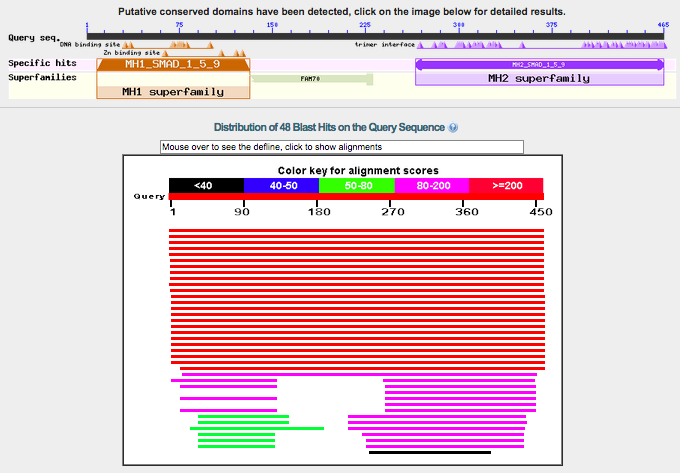 Putative conserved domains have been detected, click on the image below for detailed results.
1 75 150 225 300 375 465
Query seq.
DNA binding site
trimer interface
Zn binding site
Specific hits
MH1_SMAD_1_5_9
MH2_SMAD_1_5_9
Superfamilies
FAM70
MH1 superfamily
MH2 superfamily
Distribution of 48 Blast Hits on the Query Sequence
Mouse over to see the defline, click to show alignments
Color key for alignment scores
<40 40-50 50-80 80-200 >=200
Query
1 90 180 270 360 450